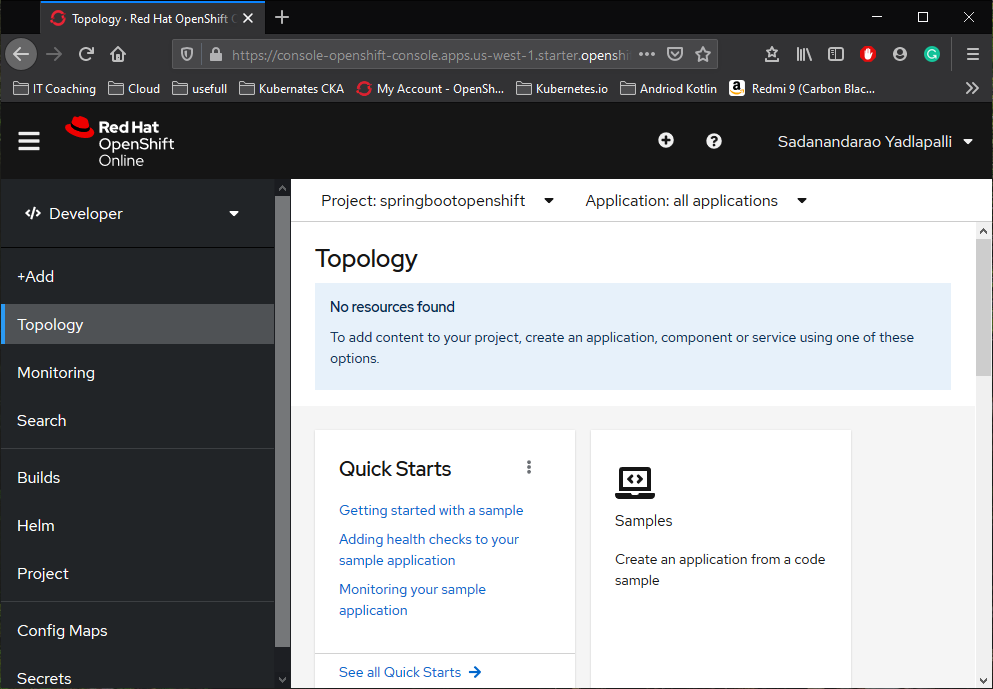 Topology · Red Hat OpenShift
https://console-openshift-console.apps.us-west-1.starter.openshi
IT Coaching
Cloud
usefull
Kubernates CKA
My Account - OpenSh...
Kubernetes.io
Andriod Kotlin
Redmi 9 (Carbon Blac...
Red Hat
OpenShift
Online
Sadanandarao Yadlapalli
Developer
Project: springbootopenshift
Application: all applications
+Add
Topology
Monitoring
Search
Builds
Helm
Project
Config Maps
Secrets
Topology
No resources found
To add content to your project, create an application, component or service using one of these
options.
Quick Starts
Getting started with a sample
Adding health checks to your
sample application
Monitoring your sample
application
See all Quick Starts
Samples
Create an application from a code
sample